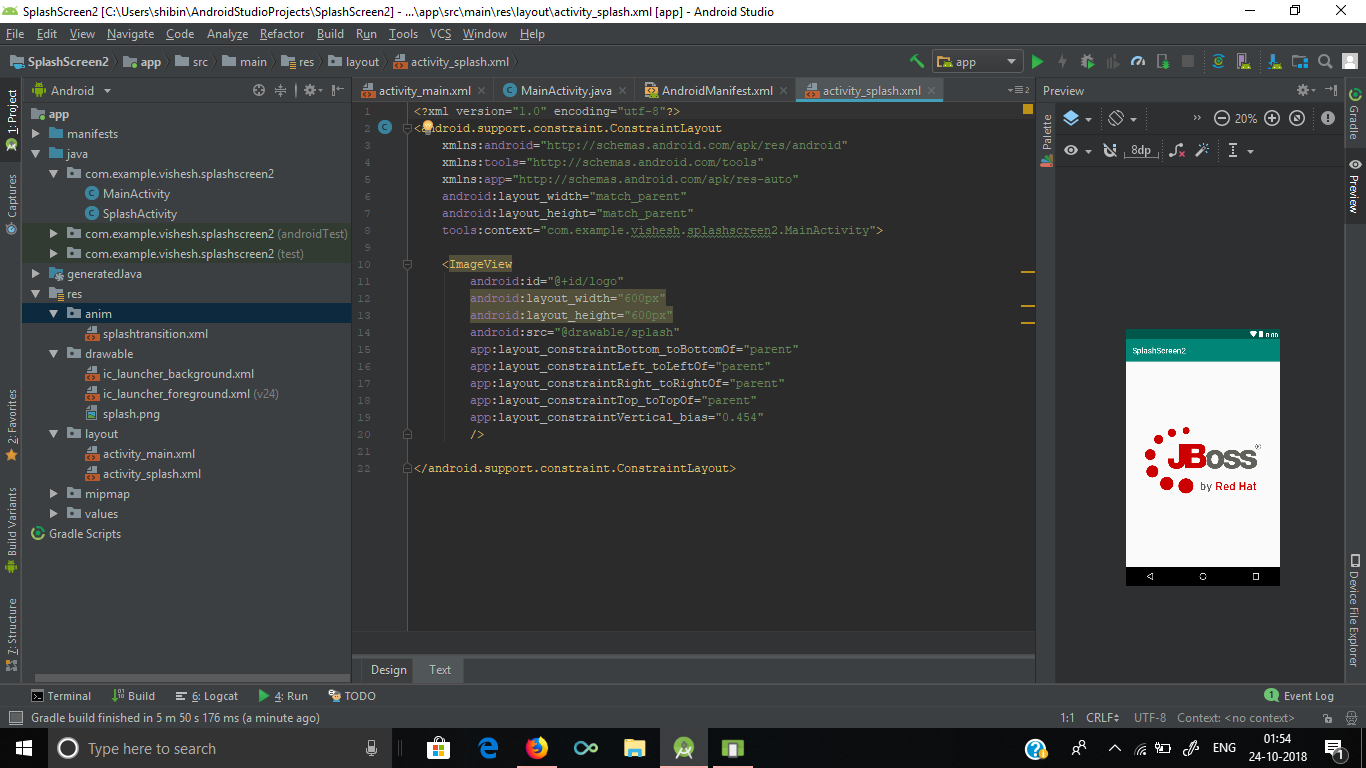 SplashScreen2 [C:\Users\shibin\AndroidStudioProjects\SplashScreen2] - ...\app\src\main\res\layout\activity_splash.xml [app] - Android Studio
File Edit View Navigate Code Analyze Refactor Build Run Tools VCS Window Help
SplashScreen2 app src main res layout activity_splash.xml app
Android activity_main.xml MainActivity.java AndroidManifest.xml activity_splash.xml 2 Preview
1: Project
Captures
2: Favorites
Build Variants
7: Structure
app
manifests
java
com.example.vishesh.splashscreen2
MainActivity
SplashActivity
com.example.vishesh.splashscreen2 (androidTest)
com.example.vishesh.splashscreen2 (test)
generatedJava
res
anim
splashtransition.xml
drawable
ic_launcher_background.xml
ic_launcher_foreground.xml (v24)
splash.png
layout
activity_main.xml
activity_splash.xml
mipmap
values
Gradle Scripts
1 <?xml version="1.0" encoding="utf-8"?>
2 <android.support.constraint.ConstraintLayout
3 xmlns:android="http://schemas.android.com/apk/res/android"
4 xmlns:tools="http://schemas.android.com/tools"
5 xmlns:app="http://schemas.android.com/apk/res-auto"
6 android:layout_width="match_parent"
7 android:layout_height="match_parent"
8 tools:context="com.example.vishesh.splashscreen2.MainActivity">
9
10 <ImageView
11 android:id="@+id/logo"
12 android:layout_width="600px"
13 android:layout_height="600px"
14 android:src="@drawable/splash"
15 app:layout_constraintBottom_toBottomOf="parent"
16 app:layout_constraintLeft_toLeftOf="parent"
17 app:layout_constraintRight_toRightOf="parent"
18 app:layout_constraintTop_toTopOf="parent"
19 app:layout_constraintVertical_bias="0.454"
20 />
21
22 </android.support.constraint.ConstraintLayout>
Design Text
Palette
20%
8dp
8:00
SplashScreen2
JBoss®
by Red Hat
Gradle
Preview
Device File Explorer
Terminal Build 6: Logcat 4: Run TODO 1 Event Log
Gradle build finished in 5 m 50 s 176 ms (a minute ago) 1:1 CRLF UTF-8 Context: <no context>
Type here to search ENG 01:54
24-10-2018 1